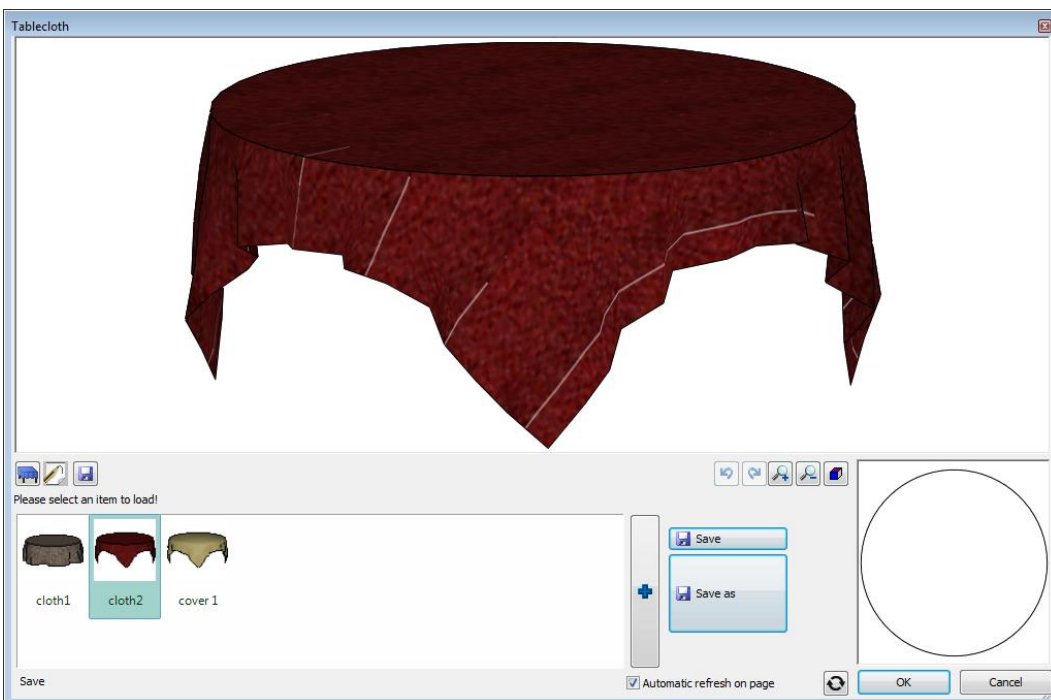 Tablecloth
Please select an item to load!
cloth1
cloth2
cover 1
Save
Save as
Save
Automatic refresh on page
OK
Cancel